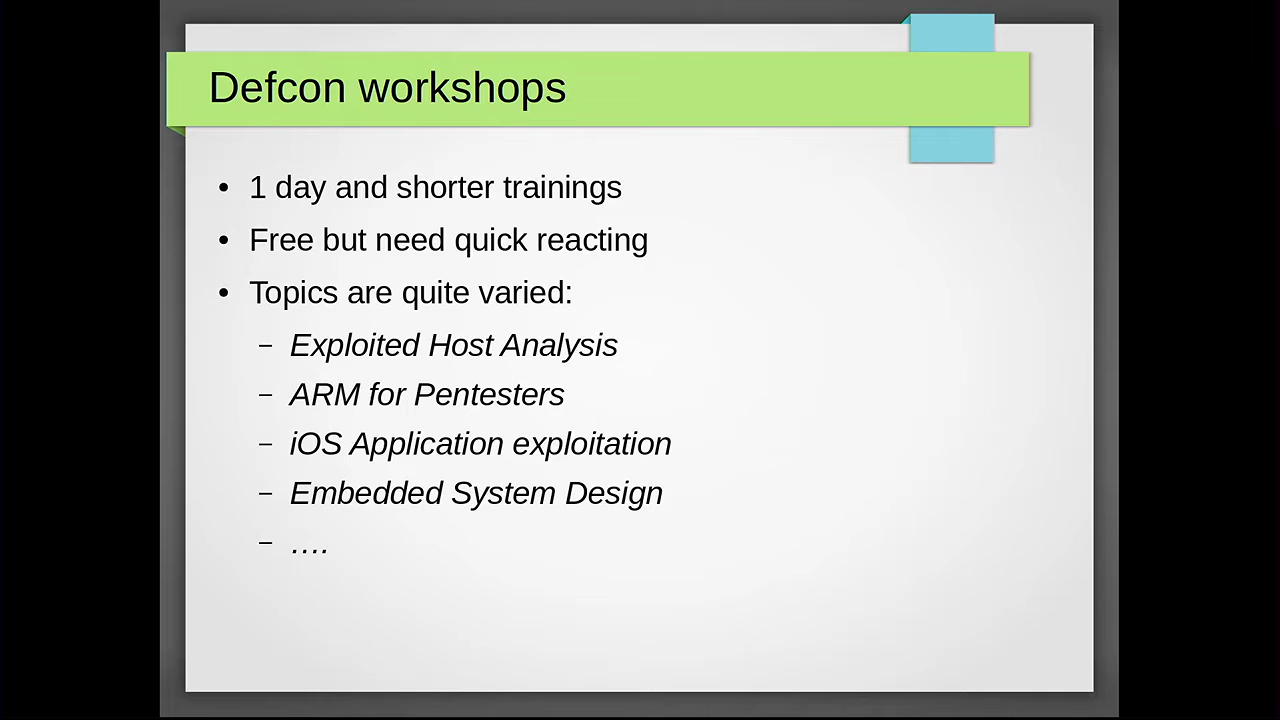 Defcon workshops
• 1 day and shorter trainings
• Free but need quick reacting
• Topics are quite varied:
– Exploited Host Analysis
– ARM for Pentesters
– iOS Application exploitation
– Embedded System Design
– ….